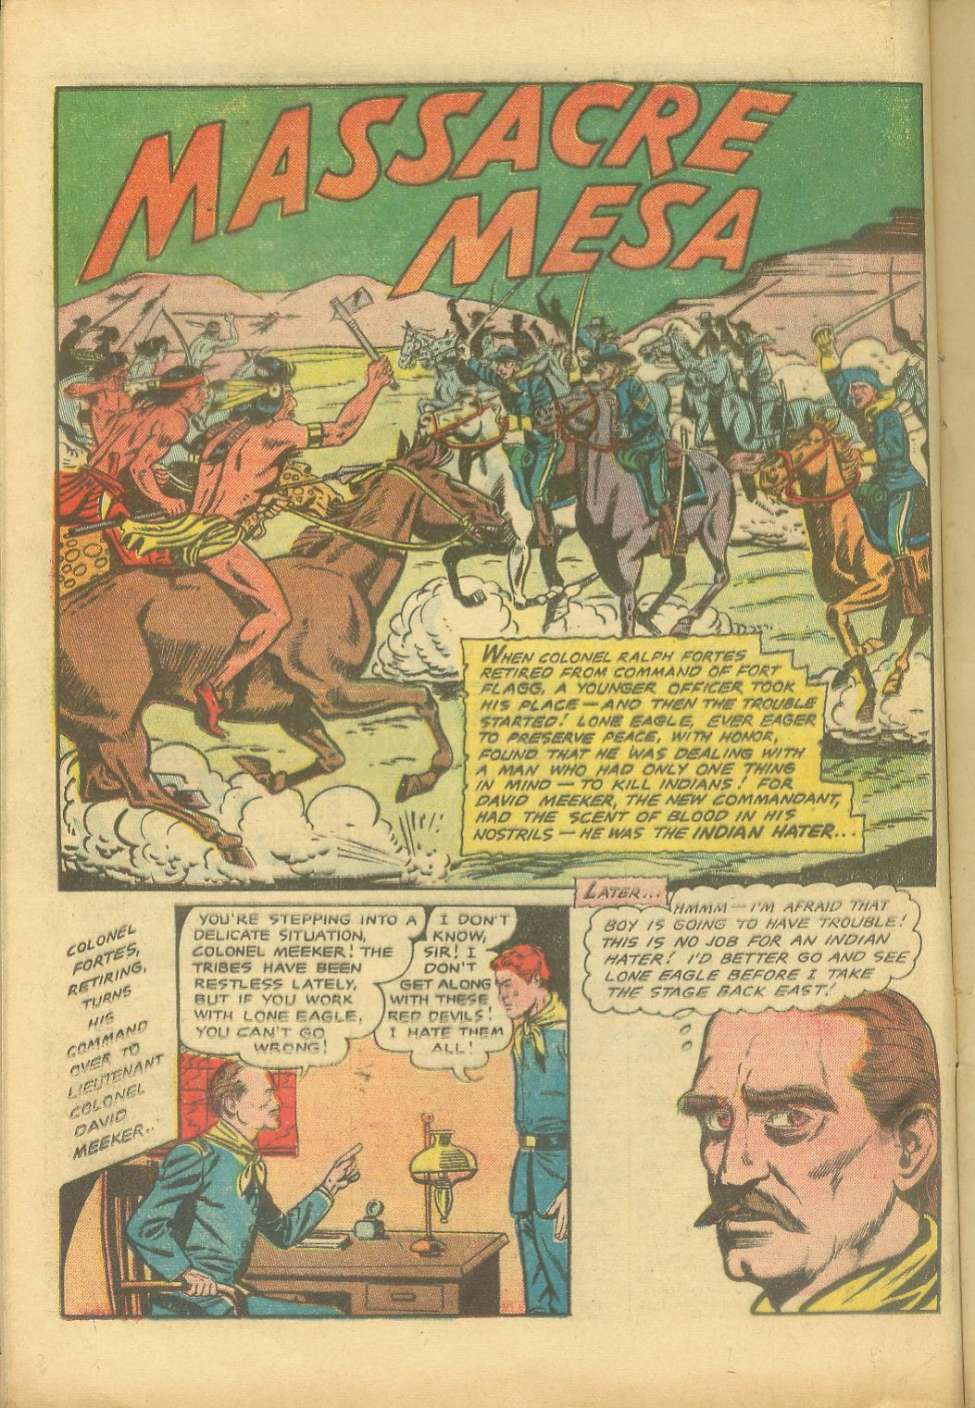 MASSACRE
MESA
WHEN COLONEL RALPH FORTES
RETIRED FROM COMMAND OF FORT
FLAGG, A YOUNGER OFFICER TOOK
HIS PLACE — AND THEN THE TROUBLE
STARTED! LONE EAGLE, EVER EAGER
TO PRESERVE PEACE, WITH HONOR,
FOUND THAT HE WAS DEALING WITH
A MAN WHO HAD ONLY ONE THING
IN MIND — TO KILL INDIANS! FOR
DAVID MEEKER, THE NEW COMMANDANT,
HAD THE SCENT OF BLOOD IN HIS
NOSTRILS — HE WAS THE INDIAN HATER...
COLONEL
FORTES,
RETIRING,
TURNS
HIS
COMMAND
OVER TO
LIEUTENANT
COLONEL
DAVID
MEEKER..
YOU'RE STEPPING INTO A
DELICATE SITUATION,
COLONEL MEEKER! THE
TRIBES HAVE BEEN
RESTLESS LATELY,
BUT IF YOU WORK
WITH LONE EAGLE,
YOU CAN'T GO
WRONG!
I DON'T
KNOW,
SIR! I
DON'T
GET ALONG
WITH THESE
RED DEVILS!
I HATE THEM
ALL!
LATER...
HMMM — I'M AFRAID THAT
BOY IS GOING TO HAVE TROUBLE!
THIS IS NO JOB FOR AN INDIAN
HATER! I'D BETTER GO AND SEE
LONE EAGLE BEFORE I TAKE
THE STAGE BACK EAST!